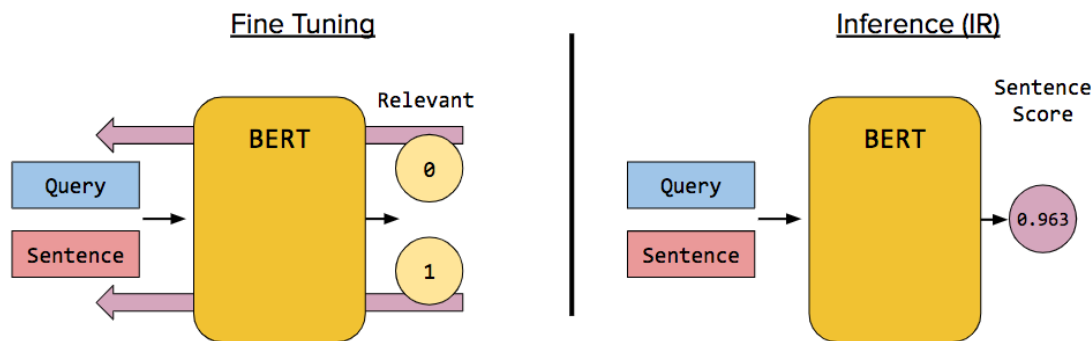 Fine Tuning
Relevant
BERT
0
Query
Sentence
1
Inference (IR)
Sentence
Score
BERT
Query
0.963
Sentence